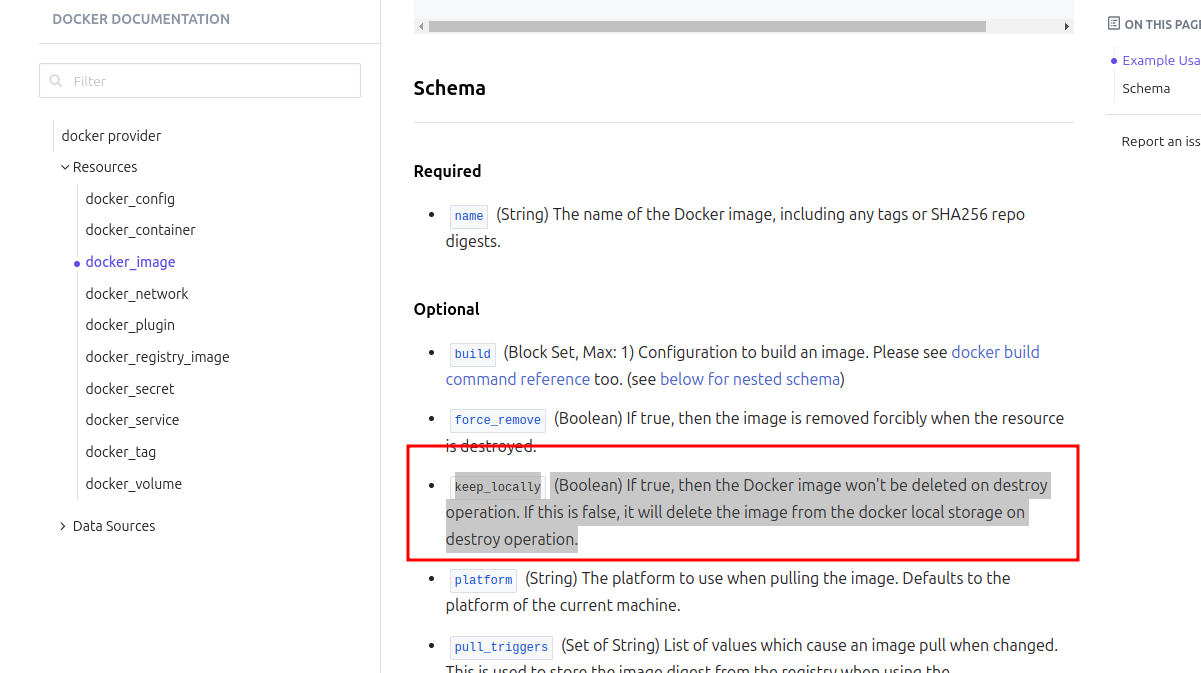 DOCKER DOCUMENTATION
Filter
docker provider
Resources
docker_config
docker_container
docker_image
docker_network
docker_plugin
docker_registry_image
docker_secret
docker_service
docker_tag
docker_volume
Data Sources
Schema
Required
name (String) The name of the Docker image, including any tags or SHA256 repo
digests.
Optional
build (Block Set, Max: 1) Configuration to build an image. Please see docker build
command reference too. (see below for nested schema)
force_remove (Boolean) If true, then the image is removed forcibly when the resource
is destroyed.
keep_locally (Boolean) If true, then the Docker image won't be deleted on destroy
operation. If this is false, it will delete the image from the docker local storage on
destroy operation.
platform (String) The platform to use when pulling the image. Defaults to the
platform of the current machine.
pull_triggers (Set of String) List of values which cause an image pull when changed.
This is used to store the image digest from the registry when using the
ON THIS PAG
Example Usa
Schema
Report an iss